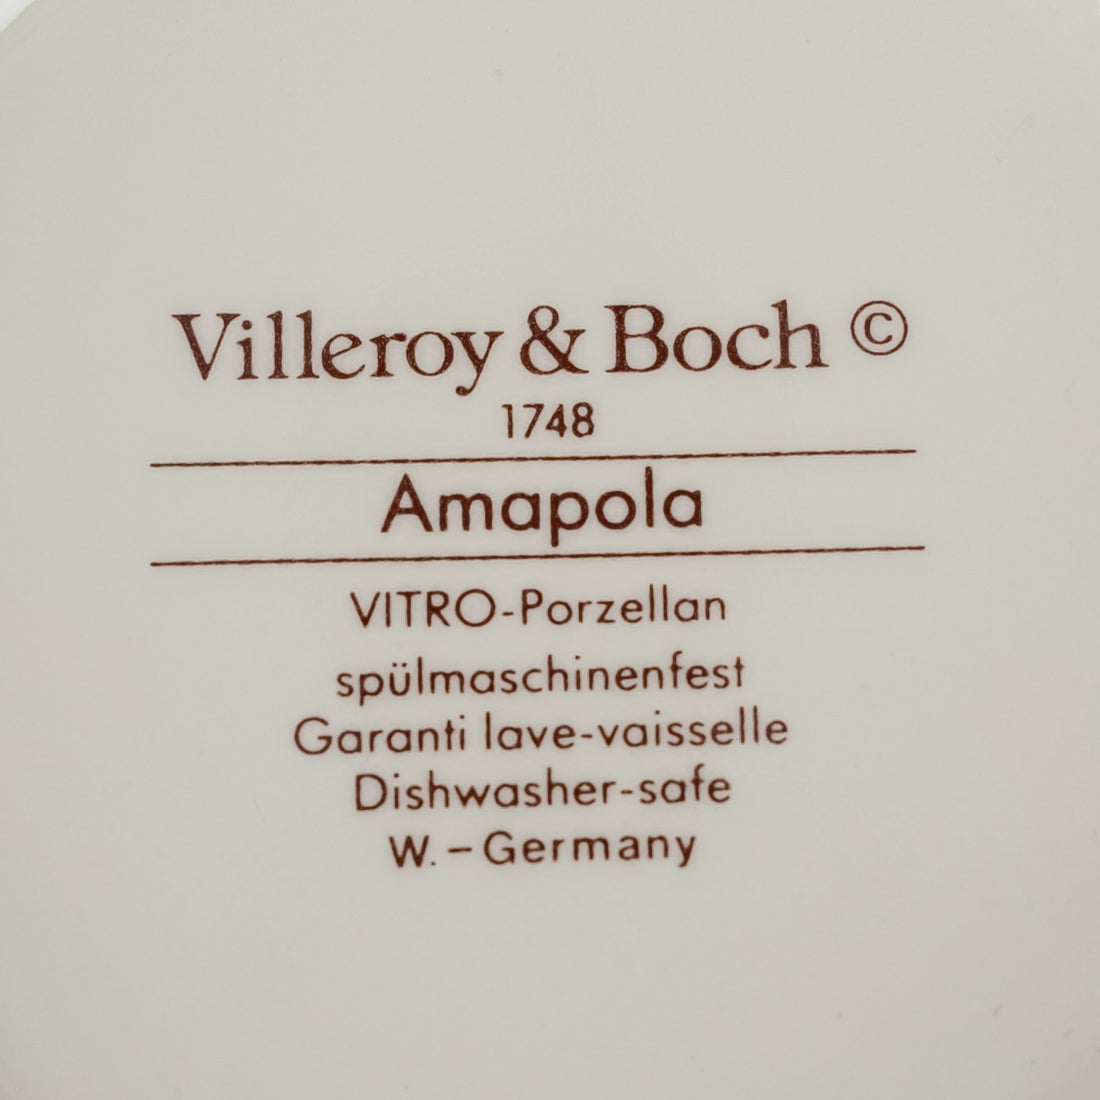 Villeroy & Boch ©
1748
Amapola
VITRO-Porzellan
spülmaschinenfest
Garanti lave-vaisselle
Dishwasher-safe
W.–Germany